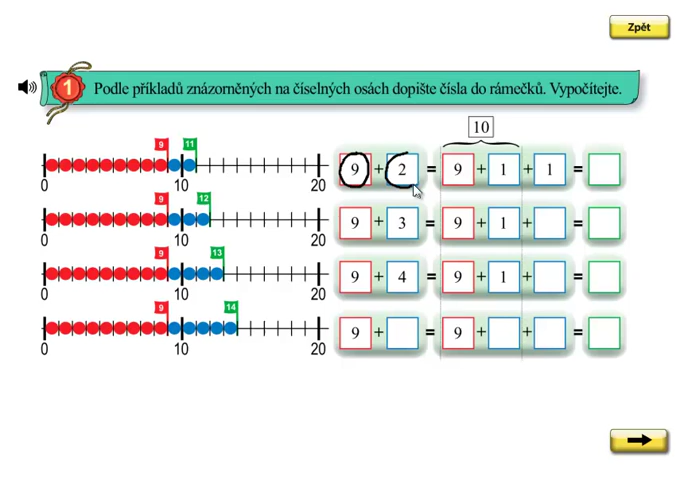 Zpět
1 Podle příkladů znázorněných na číselných osách dopište čísla do rámečků. Vypočítejte.
10
9 11
0 10 20
9 + 2 = 9 + 1 + 1 =
9 12
0 10 20
9 + 3 = 9 + 1 + =
9 13
0 10 20
9 + 4 = 9 + 1 + =
9 14
0 10 20
9 + = 9 + + =